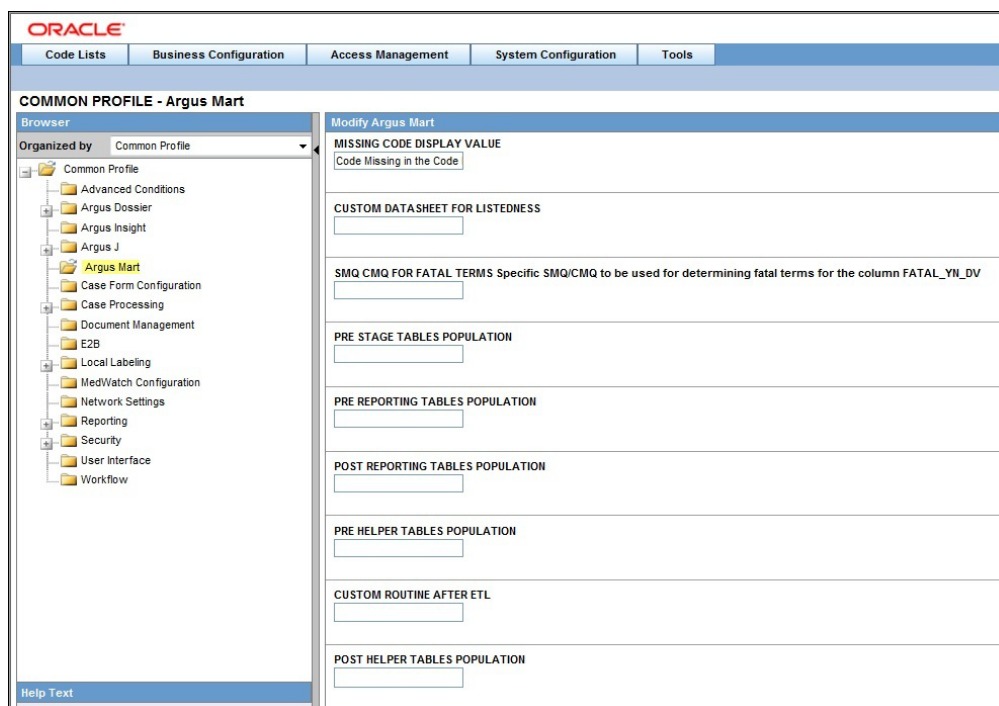 ORACLE
Code Lists Business Configuration Access Management System Configuration Tools
COMMON PROFILE - Argus Mart
Browser
Organized by Common Profile
Common Profile
Advanced Conditions
Argus Dossier
Argus Insight
Argus J
Argus Mart
Case Form Configuration
Case Processing
Document Management
E2B
Local Labeling
MedWatch Configuration
Network Settings
Reporting
Security
User Interface
Workflow
Help Text
Modify Argus Mart
MISSING CODE DISPLAY VALUE
Code Missing in the Code
CUSTOM DATASHEET FOR LISTEDNESS
SMQ CMQ FOR FATAL TERMS Specific SMQ/CMQ to be used for determining fatal terms for the column FATAL_YN_DV
PRE STAGE TABLES POPULATION
PRE REPORTING TABLES POPULATION
POST REPORTING TABLES POPULATION
PRE HELPER TABLES POPULATION
CUSTOM ROUTINE AFTER ETL
POST HELPER TABLES POPULATION